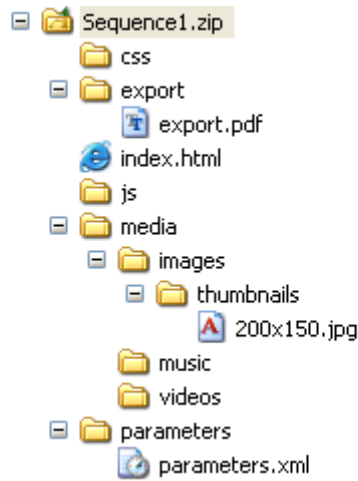 Sequence1.zip
css
export
export.pdf
index.html
js
media
images
thumbnails
200x150.jpg
music
videos
parameters
parameters.xml